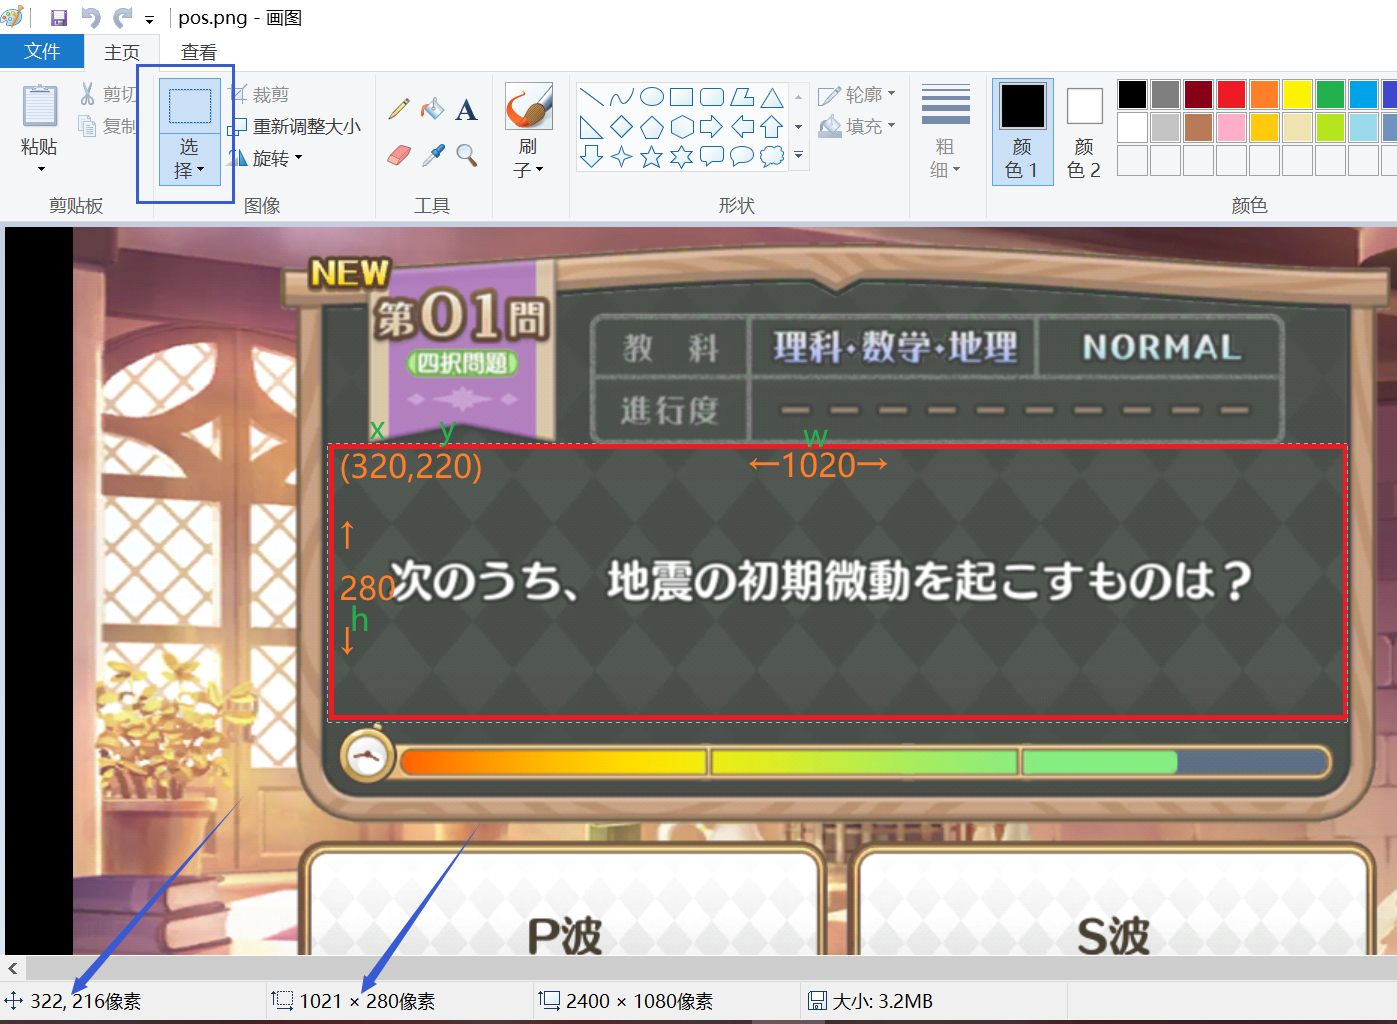 pos.png - 画图
文件
主页
查看
粘贴
剪切
复制
剪贴板
选
择
裁剪
重新调整大小
旋转
图像
A
工具
刷
子
形状
轮廓
填充
粗
细
颜
色 1
颜
色 2
颜色
NEW
第01問
四択問題
教 科
理科・数学・地理
NORMAL
進行度
x
y
w
(320,220)
←1020→
↑
280
h
↓
次のうち、地震の初期微動を起こすものは？
P波
S波
322, 216像素
1021 × 280像素
2400 × 1080像素
大小: 3.2MB